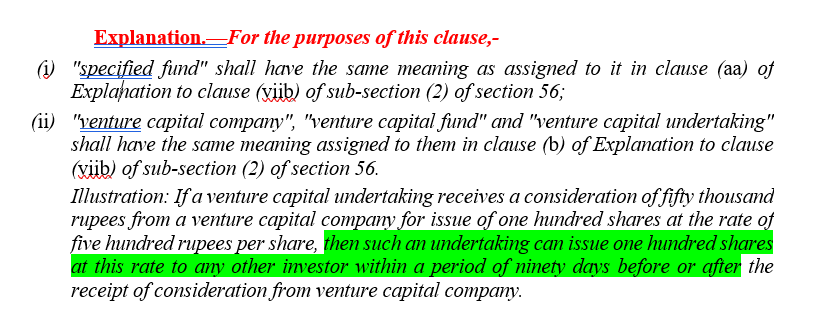 Explanation.—For the purposes of this clause,-
(i) "specified fund" shall have the same meaning as assigned to it in clause (aa) of
Explanation to clause (viib) of sub-section (2) of section 56;
(ii) "venture capital company", "venture capital fund" and "venture capital undertaking"
shall have the same meaning assigned to them in clause (b) of Explanation to clause
(viib) of sub-section (2) of section 56.
Illustration: If a venture capital undertaking receives a consideration of fifty thousand
rupees from a venture capital company for issue of one hundred shares at the rate of
five hundred rupees per share, then such an undertaking can issue one hundred shares
at this rate to any other investor within a period of ninety days before or after the
receipt of consideration from venture capital company.